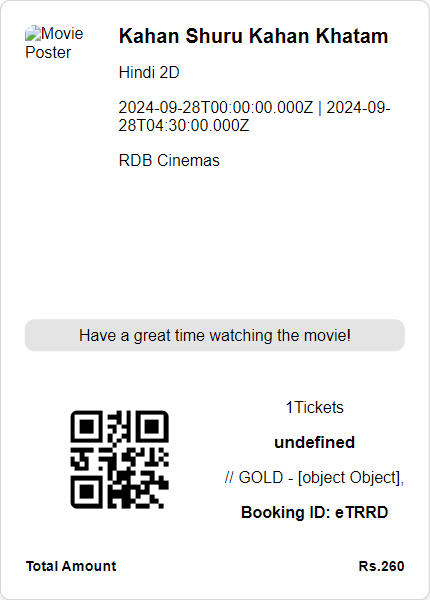 Movie
Poster
Kahan Shuru Kahan Khatam
Hindi 2D
2024-09-28T00:00:00.000Z | 2024-09-
28T04:30:00.000Z
RDB Cinemas
Have a great time watching the movie!
1Tickets
undefined
// GOLD - [object Object],
Booking ID: eTRRD
Total Amount Rs.260